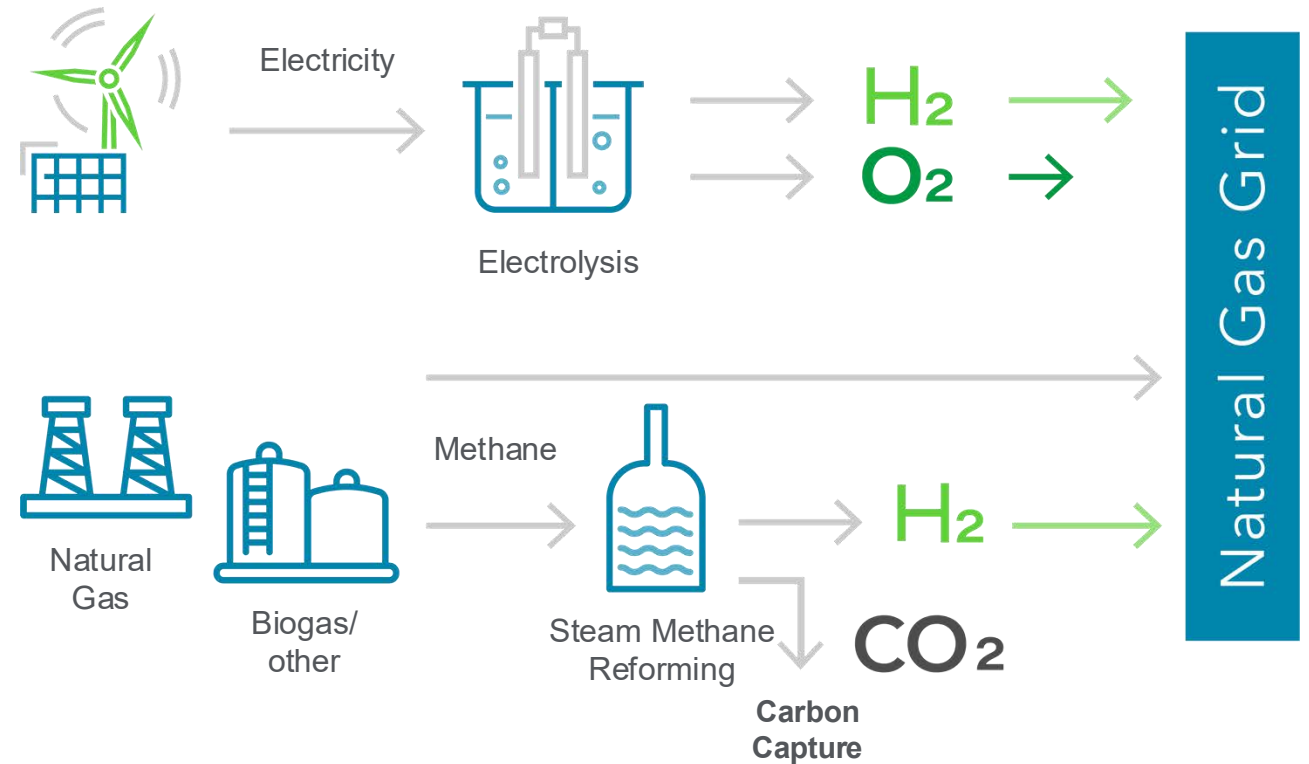 Electricity
H2
O2
Electrolysis
Natural Gas Grid
Methane
Natural
Gas
Biogas/
other
Steam Methane
Reforming
H2
CO2
Carbon
Capture